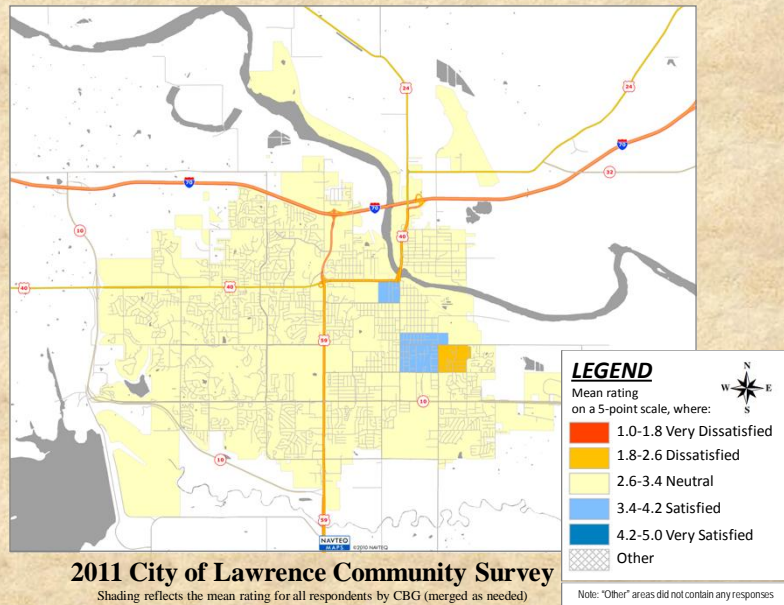 24
24
70
32
70
70
10
40
40
40
59
10
10
59
NAVTEQ
MAPS ©2010 NAVTEQ
LEGEND
Mean rating
on a 5-point scale, where:
N
W E
S
1.0-1.8 Very Dissatisfied
1.8-2.6 Dissatisfied
2.6-3.4 Neutral
3.4-4.2 Satisfied
4.2-5.0 Very Satisfied
Other
2011 City of Lawrence Community Survey
Shading reflects the mean rating for all respondents by CBG (merged as needed)
Note: "Other" areas did not contain any responses